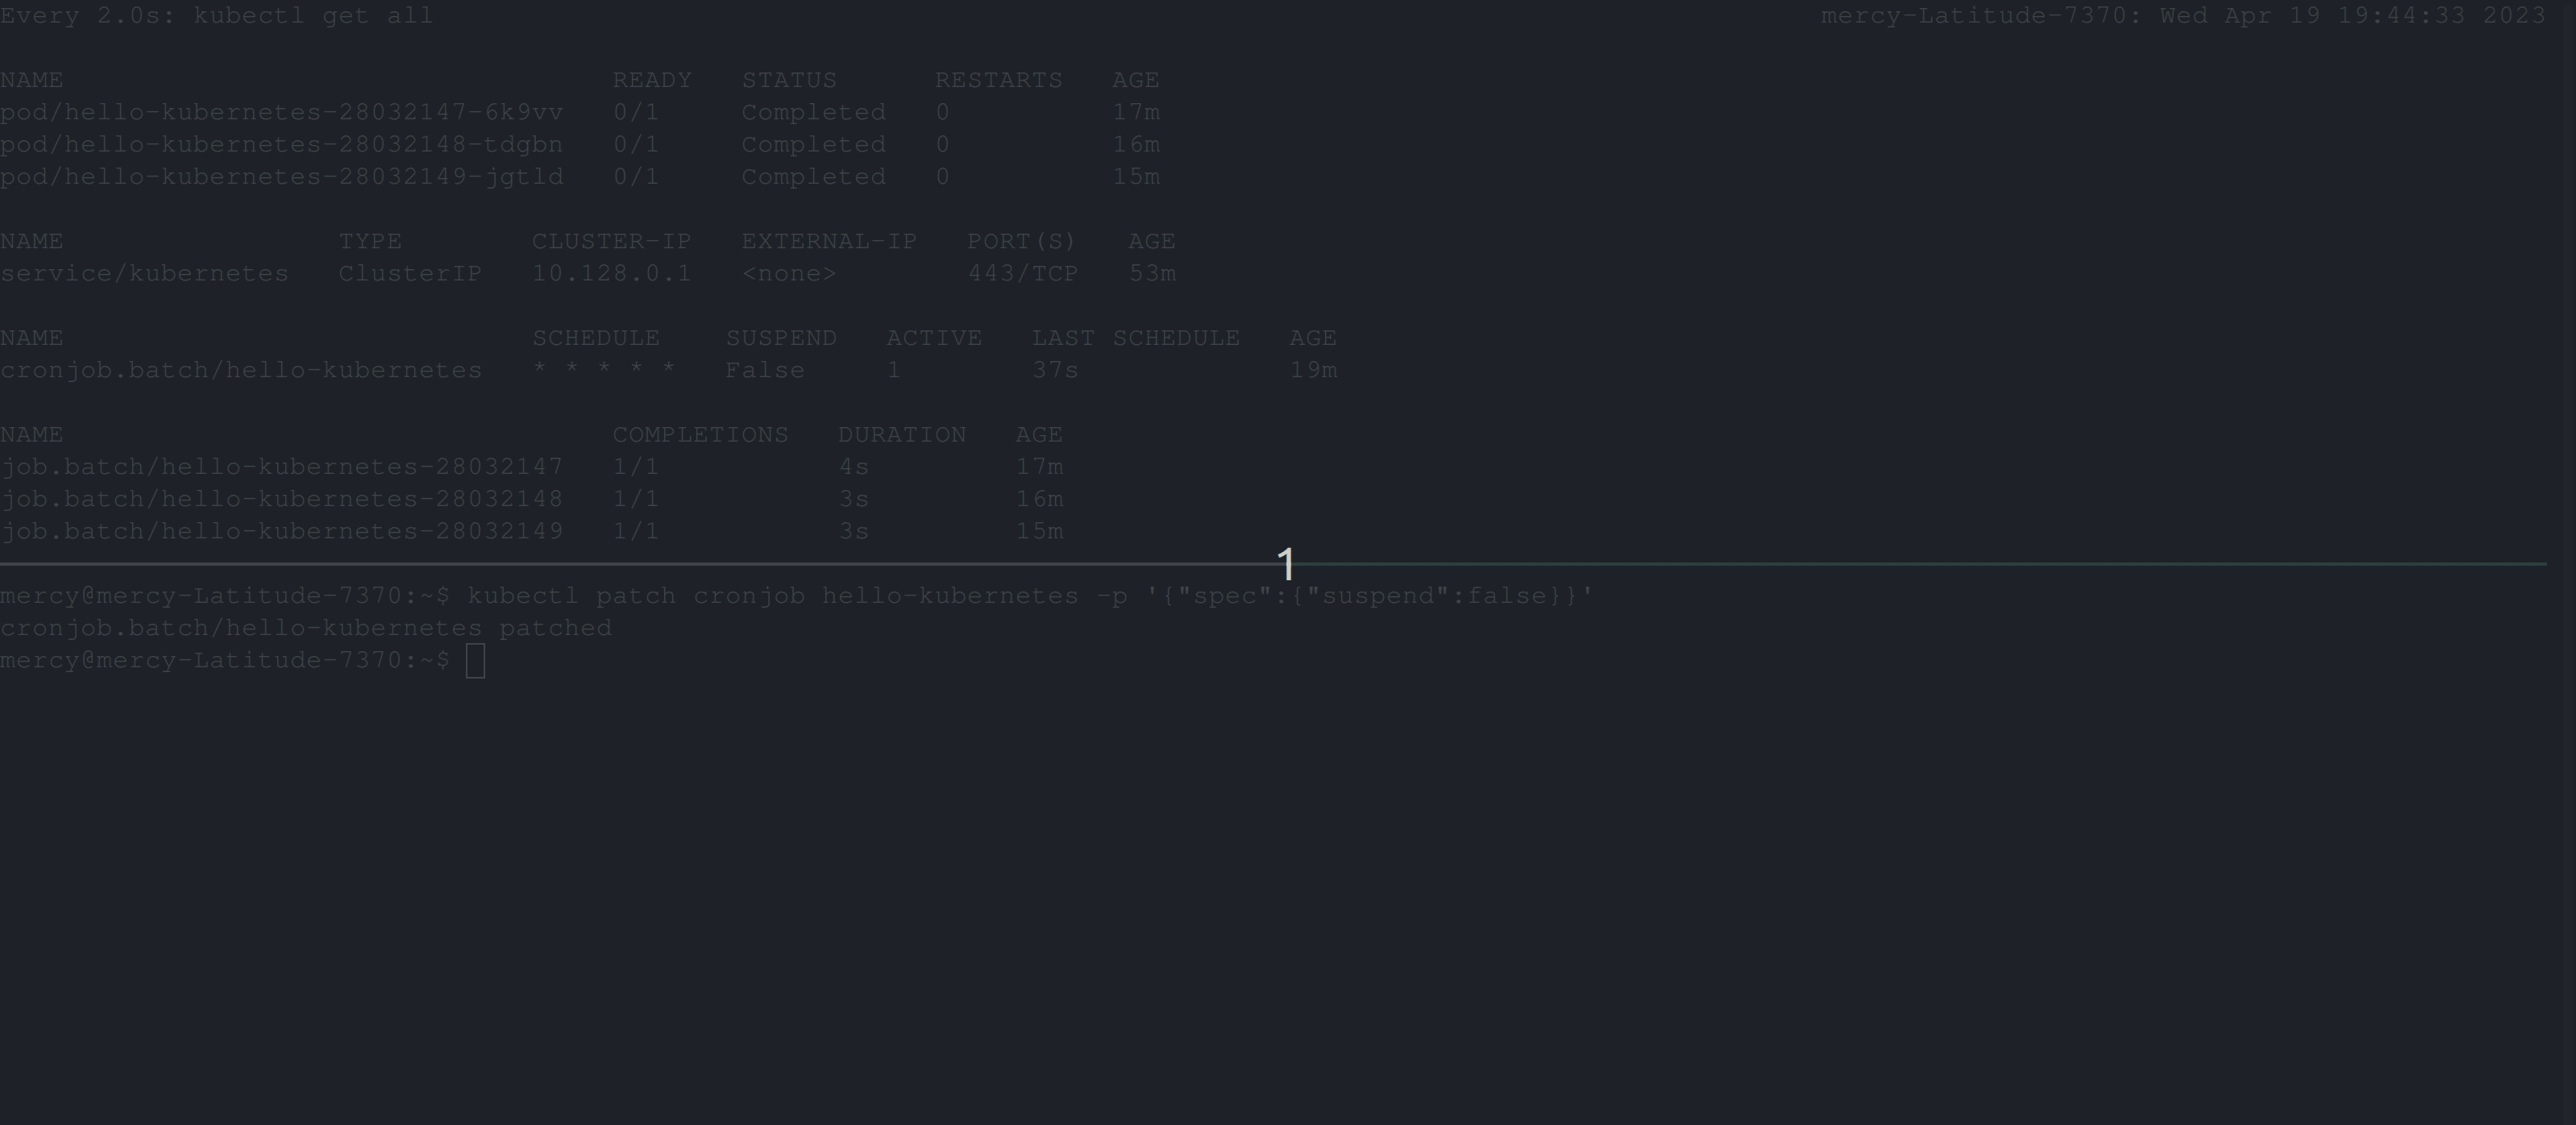 Every 2.0s: kubectl get all mercy-Latitude-7370: Wed Apr 19 19:44:33 2023
NAME READY STATUS RESTARTS AGE
pod/hello-kubernetes-28032147-6k9vv 0/1 Completed 0 17m
pod/hello-kubernetes-28032148-tdgbn 0/1 Completed 0 16m
pod/hello-kubernetes-28032149-jgtld 0/1 Completed 0 15m
NAME TYPE CLUSTER-IP EXTERNAL-IP PORT(S) AGE
service/kubernetes ClusterIP 10.128.0.1 <none> 443/TCP 53m
NAME SCHEDULE SUSPEND ACTIVE LAST SCHEDULE AGE
cronjob.batch/hello-kubernetes * * * * * False 1 37s 19m
NAME COMPLETIONS DURATION AGE
job.batch/hello-kubernetes-28032147 1/1 4s 17m
job.batch/hello-kubernetes-28032148 1/1 3s 16m
job.batch/hello-kubernetes-28032149 1/1 3s 15m
1
mercy@mercy-Latitude-7370:~$ kubectl patch cronjob hello-kubernetes -p '{"spec":{"suspend":false}}'
cronjob.batch/hello-kubernetes patched
mercy@mercy-Latitude-7370:~$